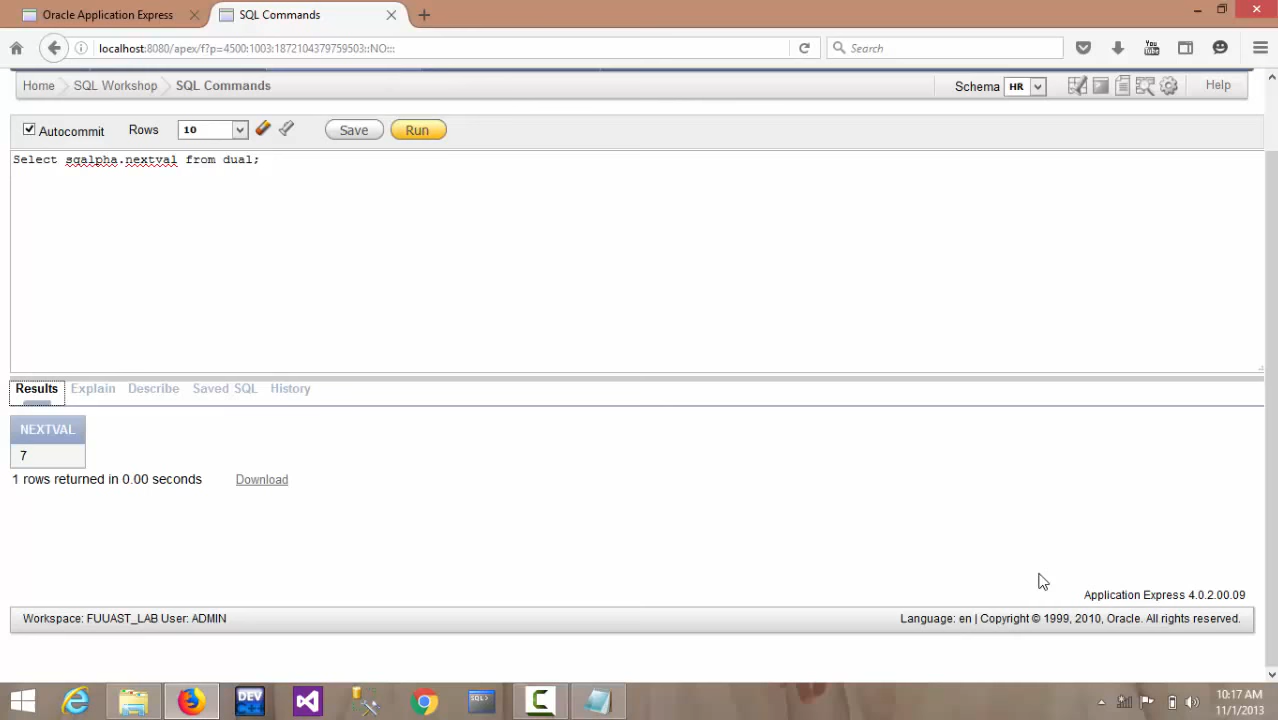 Oracle Application Express
SQL Commands
localhost:8080/apex/f?p=4500:1003:1872104379759503::NO:::
Search
You Tube
Home SQL Workshop SQL Commands
Schema HR
Help
Autocommit Rows 10 Save Run
Select sqalpha.nextval from dual;
Results Explain Describe Saved SQL History
NEXTVAL
7
1 rows returned in 0.00 seconds Download
Application Express 4.0.2.00.09
Workspace: FUUAST_LAB User: ADMIN
Language: en | Copyright © 1999, 2010, Oracle. All rights reserved.
DEV
SQL>
10:17 AM
11/1/2013